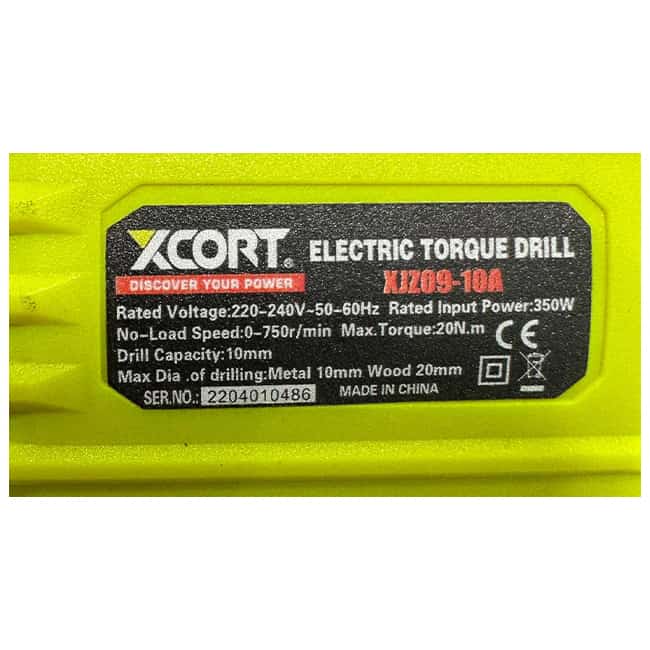 XCORT® ELECTRIC TORQUE DRILL
DISCOVER YOUR POWER XJZ09-10A
Rated Voltage:220-240V~50-60Hz Rated Input Power:350W
No-Load Speed:0-750r/min Max.Torque:20N.m CE
Drill Capacity:10mm
Max Dia .of drilling:Metal 10mm Wood 20mm
SER.NO.: 2204010486 MADE IN CHINA